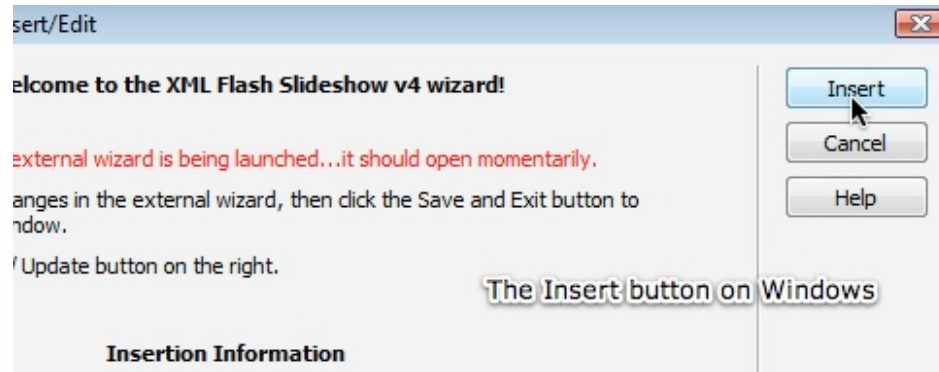 sert/Edit
elcome to the XML Flash Slideshow v4 wizard!
Insert
external wizard is being launched...it should open momentarily.
Cancel
anges in the external wizard, then click the Save and Exit button to
Help
ndow.
/ Update button on the right.
The Insert button on Windows
Insertion Information